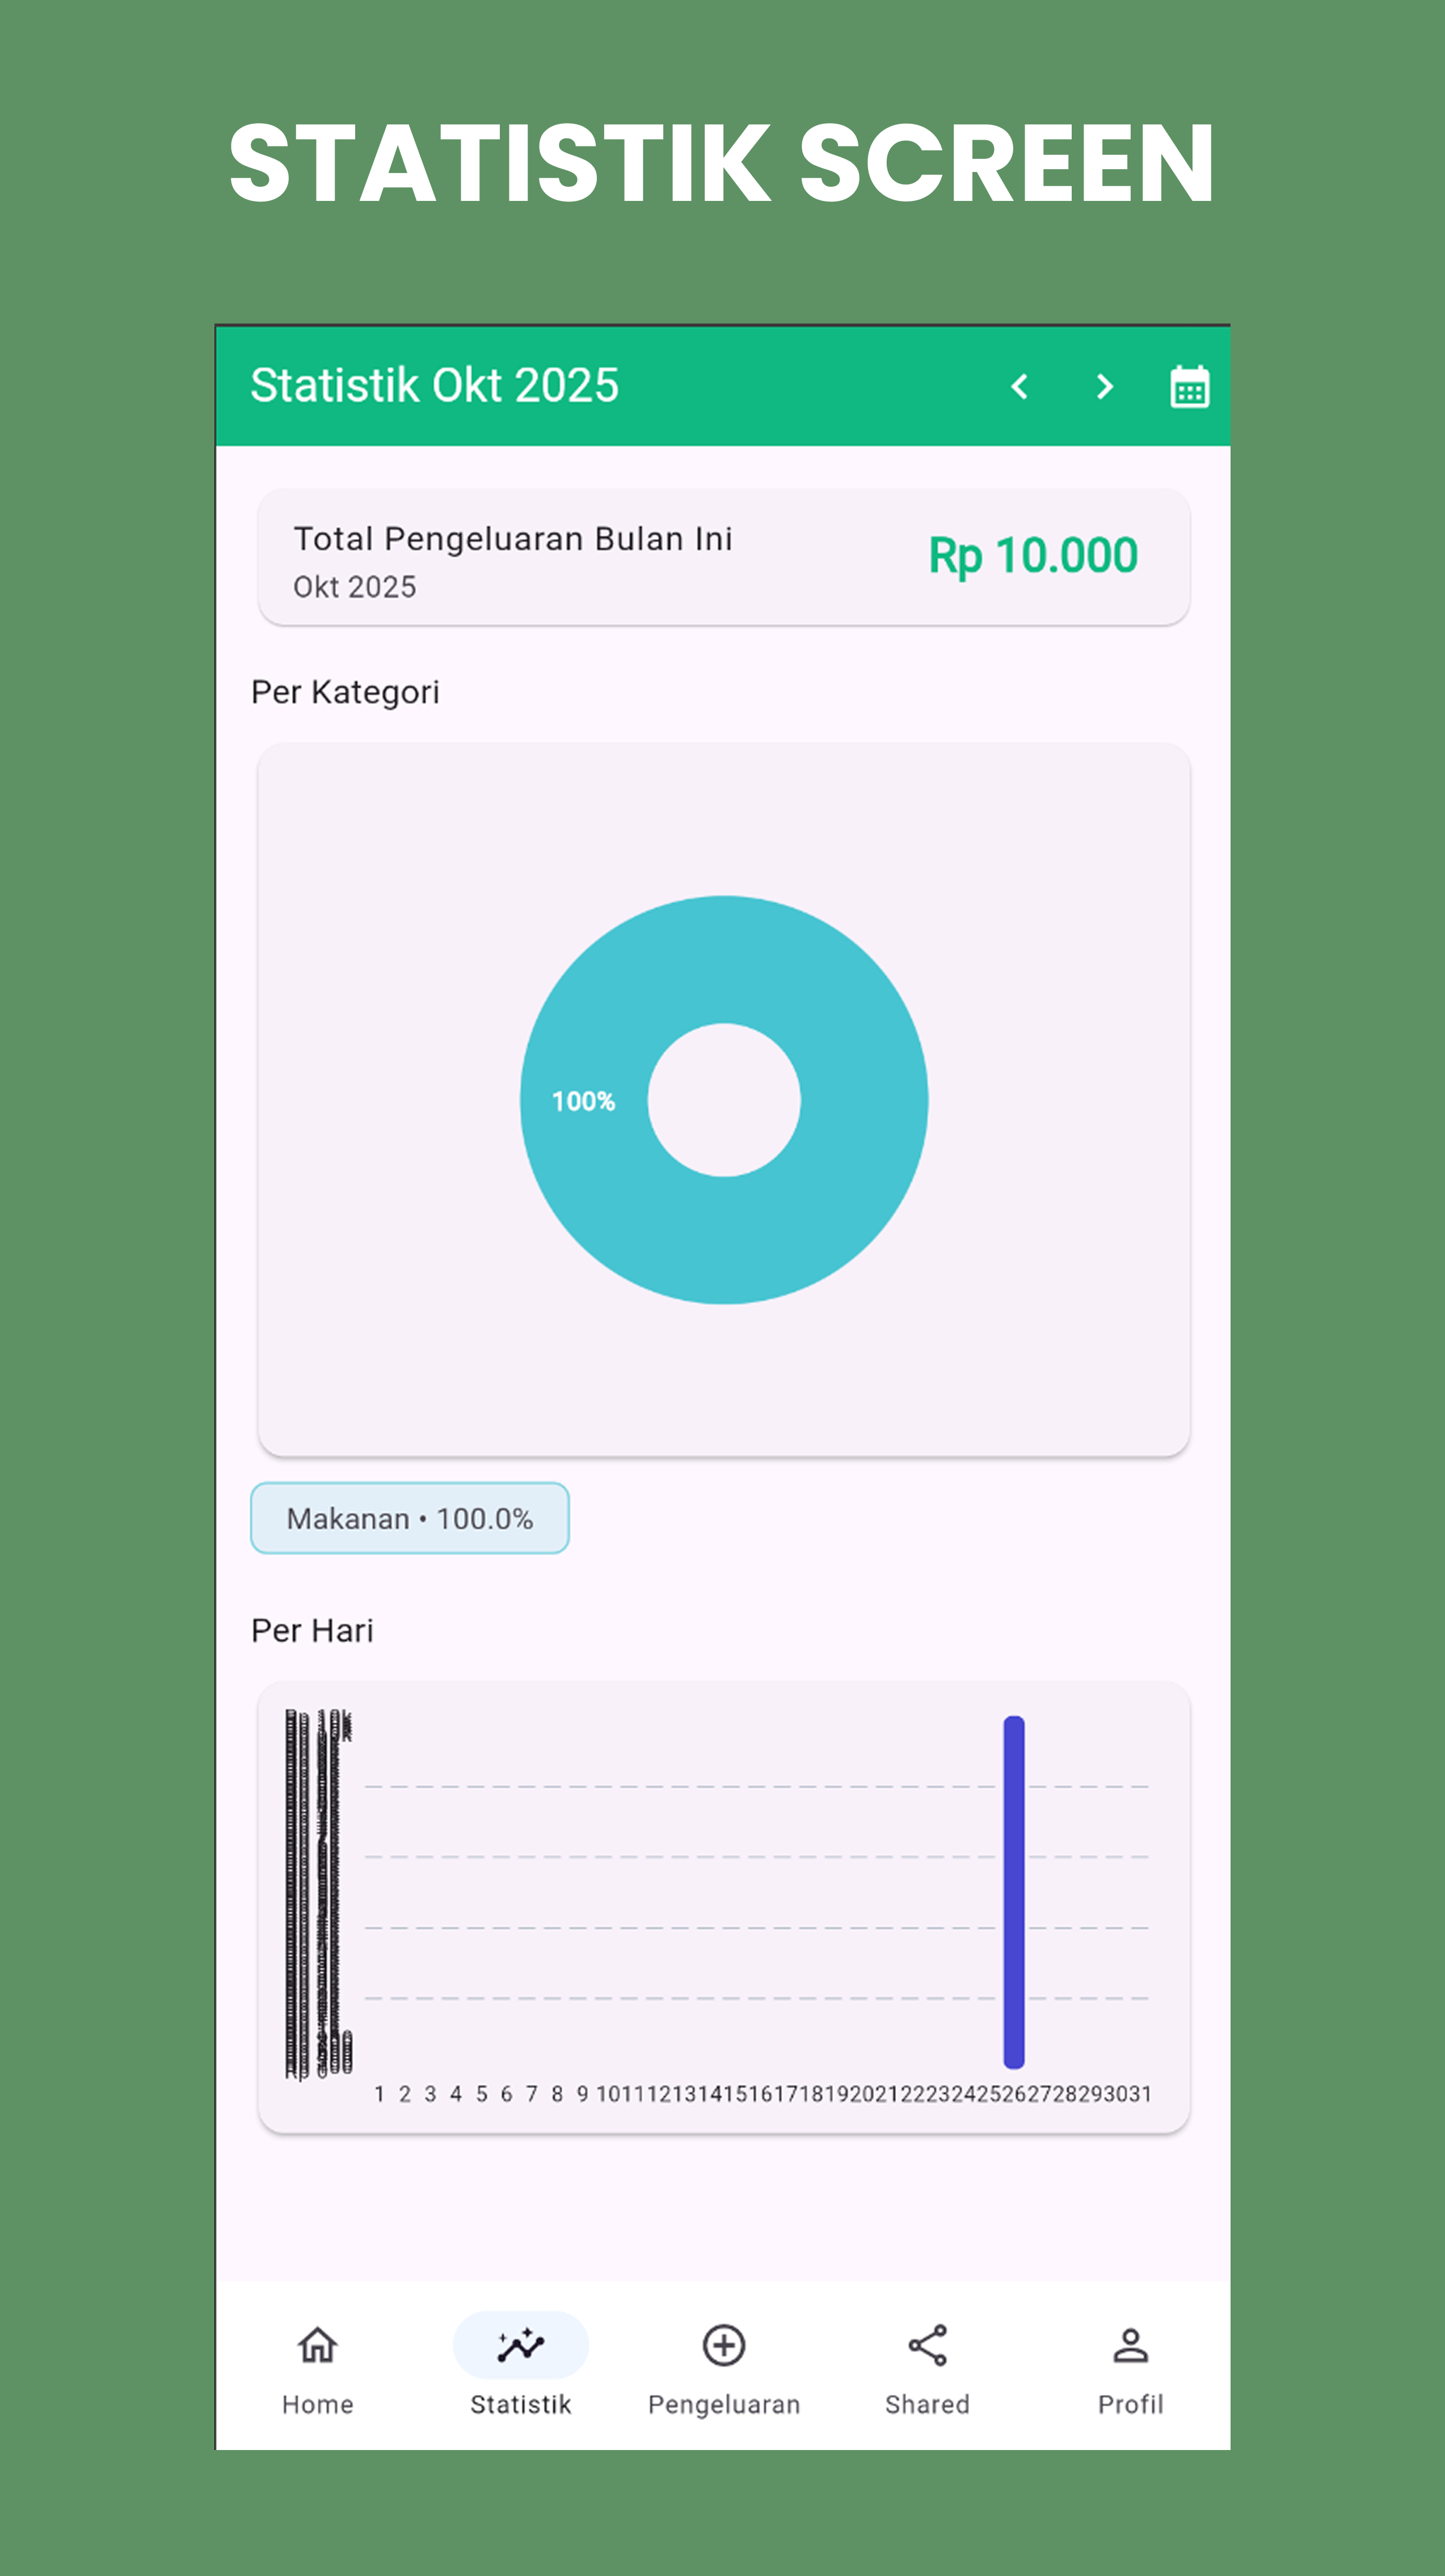 STATISTIK SCREEN
Statistik Okt 2025
Total Pengeluaran Bulan Ini
Rp 10.000
Okt 2025
Per Kategori
100%
Makanan • 100.0%
Per Hari
1 2 3 4 5 6 7 8 9 10 11 12 13 14 15 16 17 18 19 20 21 22 23 24 25 26 27 28 29 30 31
Home Statistik Pengeluaran Shared Profil